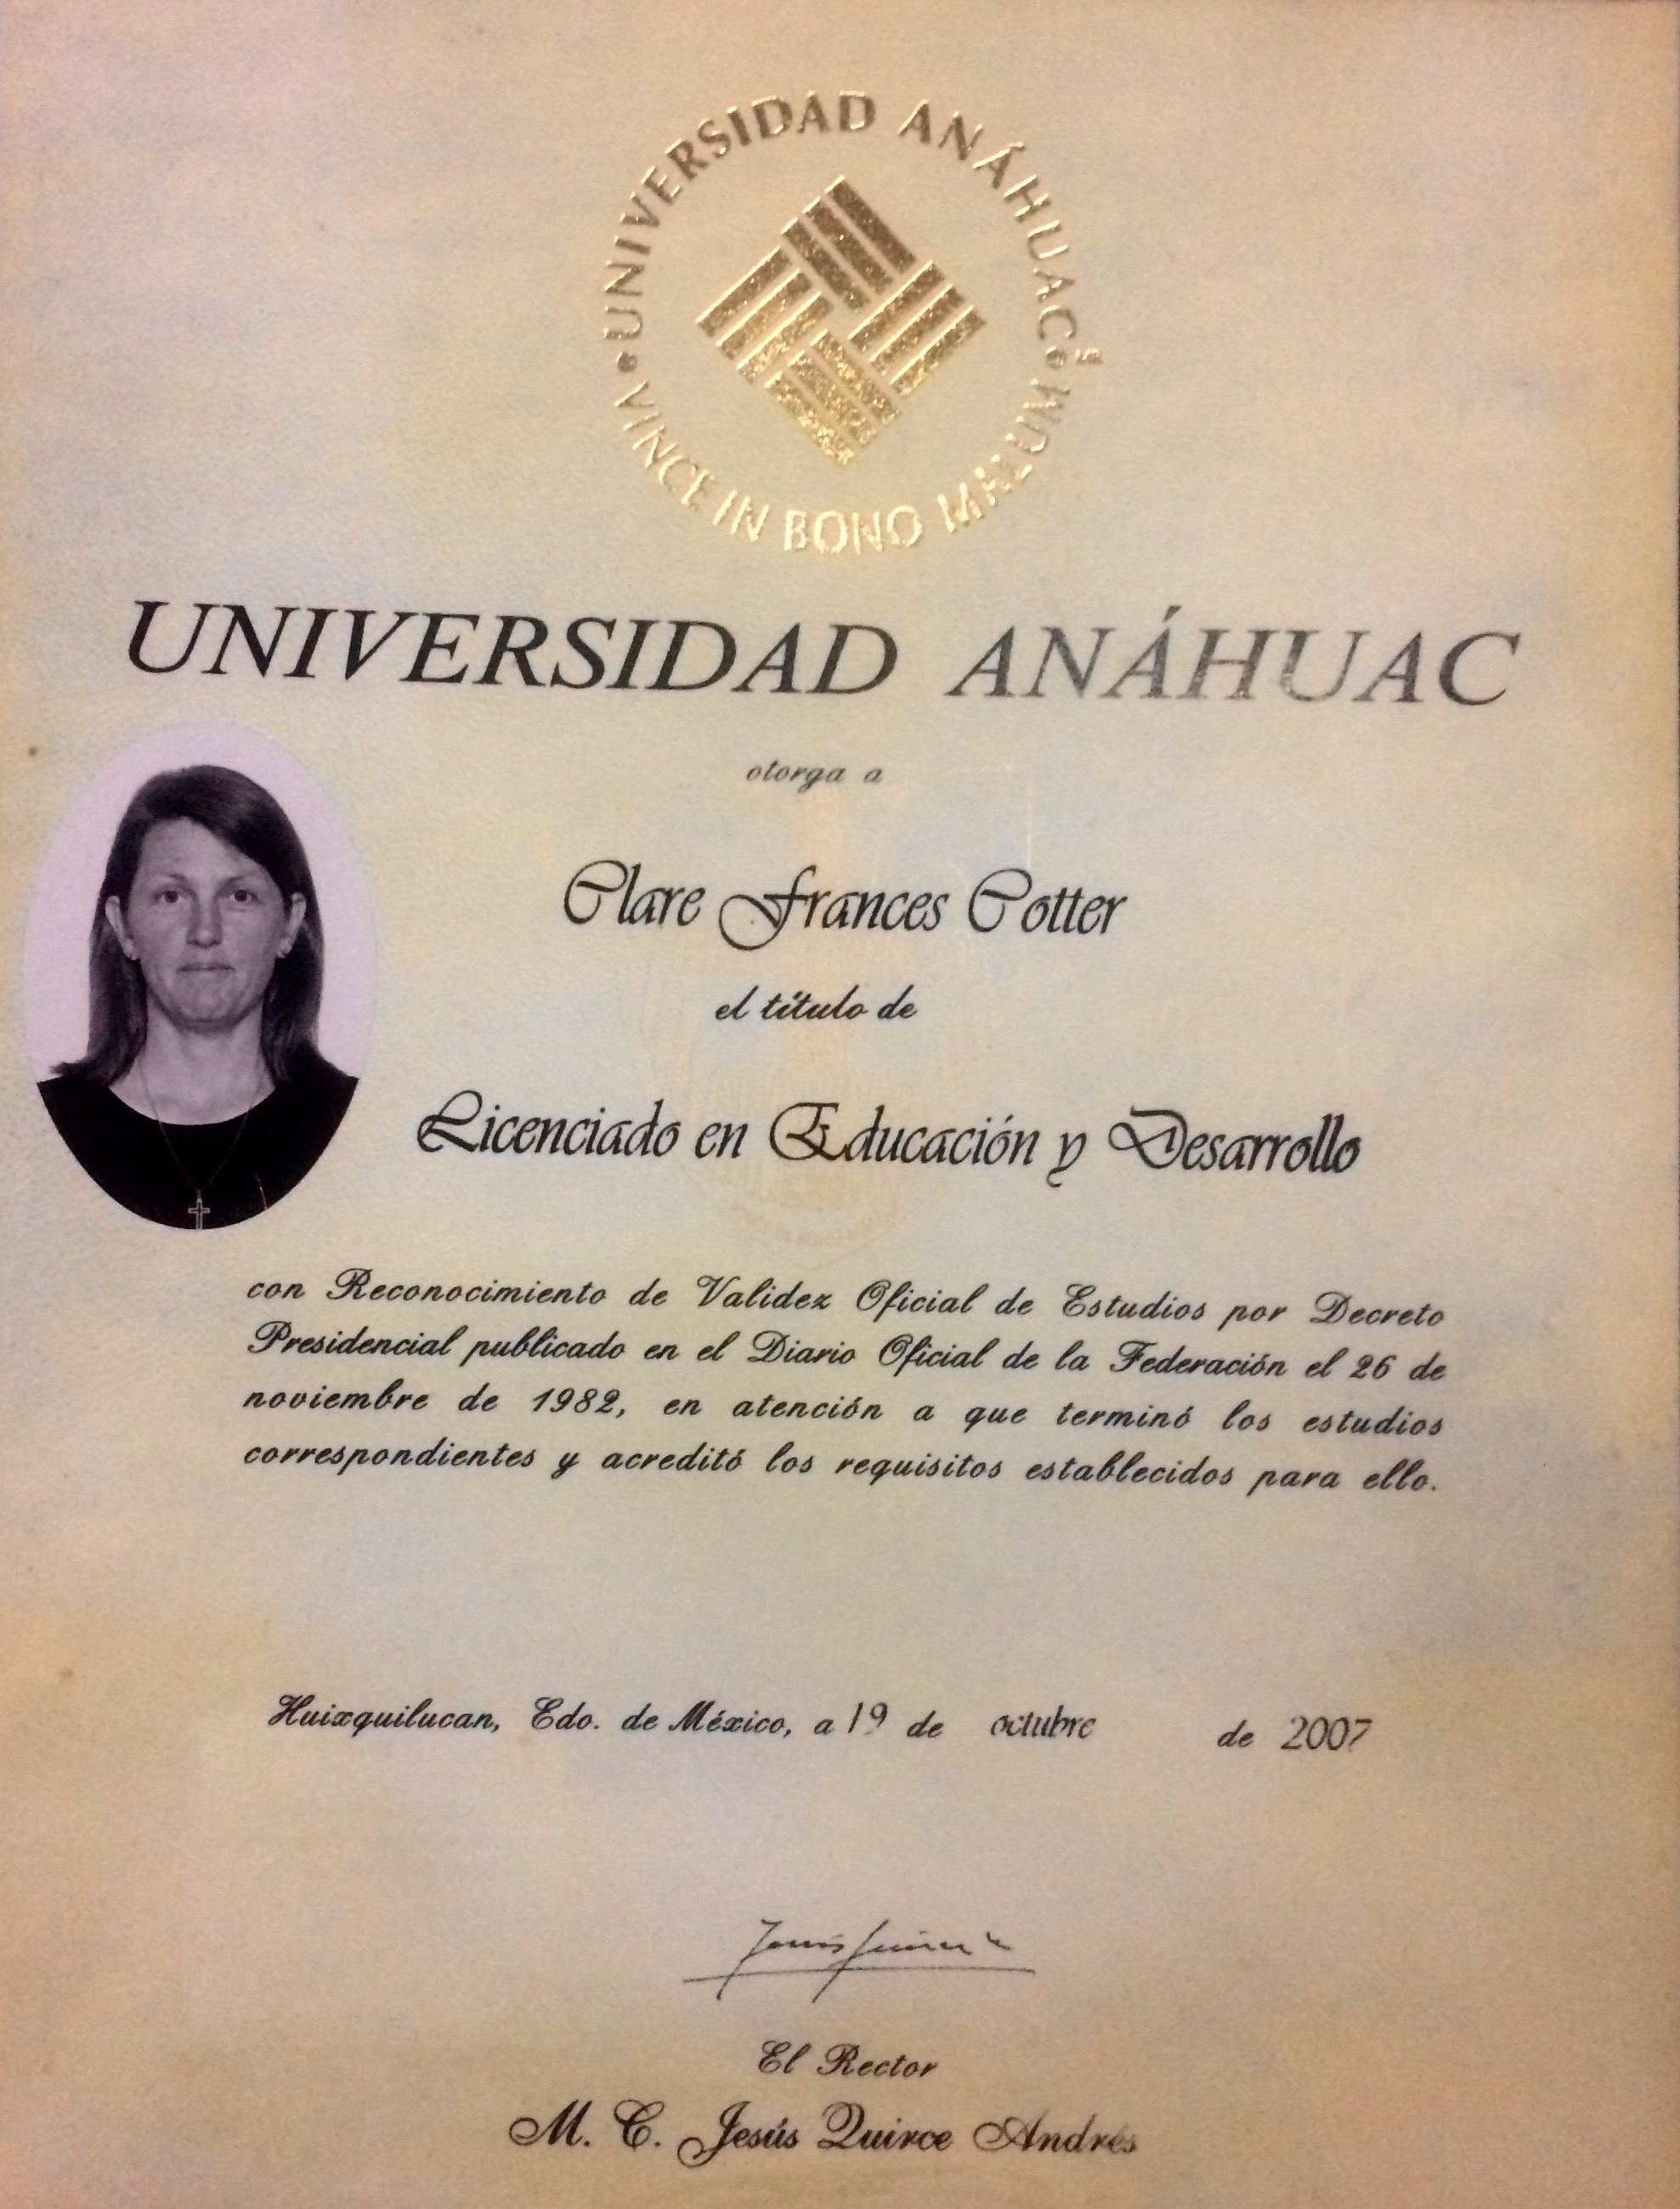 UNIVERSIDAD ANÁHUAC
VINCE IN BONO MALUM
UNIVERSIDAD ANÁHUAC
otorga a
Clare Frances Cotter
el título de
Licenciado en Educación y Desarrollo
con Reconocimiento de Validez Oficial de Estudios por Decreto
Presidencial publicado en el Diario Oficial de la Federación el 26 de
noviembre de 1982, en atención a que terminó los estudios
correspondientes y acreditó los requisitos establecidos para ello.
Huixquilucan, Edo. de México, a 19 de octubre de 2007
El Rector
M. C. Jesús Quirce Andrés